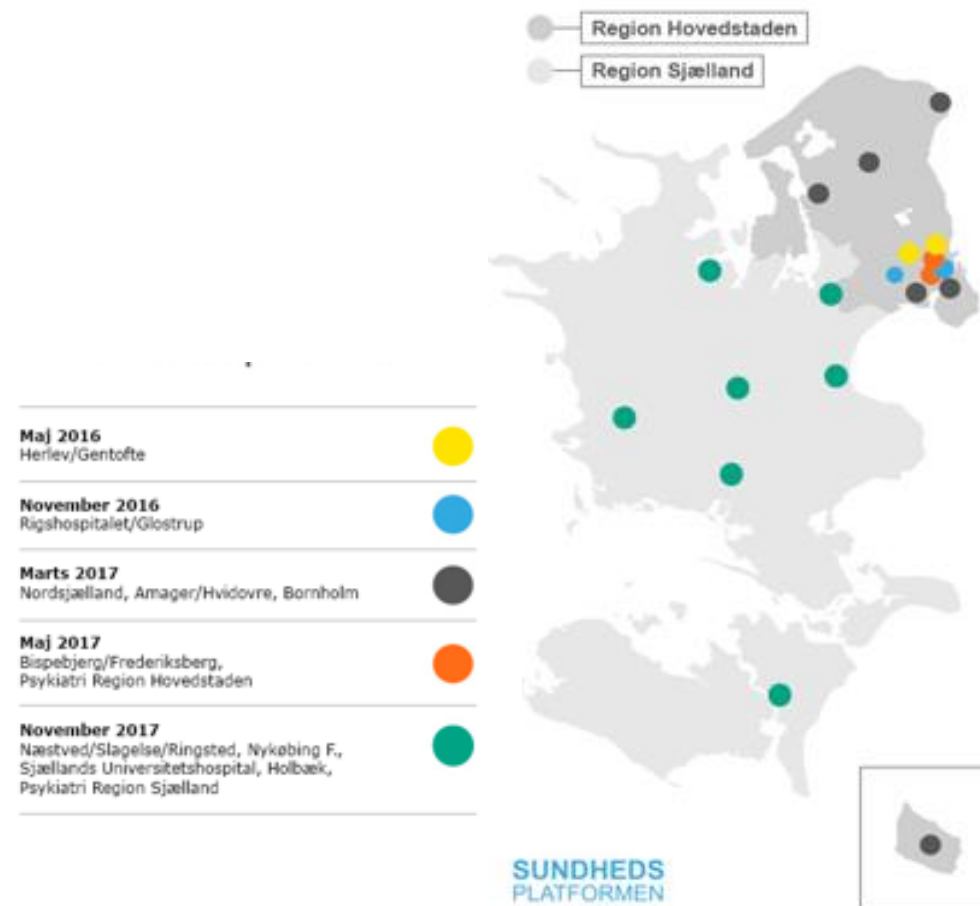 Region Hovedstaden
Region Sjælland
Maj 2016
Herlev/Gentofte
November 2016
Rigshospitalet/Glostrup
Marts 2017
Nordsjælland, Amager/Hvidovre, Bornholm
Maj 2017
Bispebjerg/Frederiksberg,
Psykiatri Region Hovedstaden
November 2017
Næstved/Slagelse/Ringsted, Nykøbing F.,
Sjællands Universitetshospital, Holbæk,
Psykiatri Region Sjælland
SUNDHEDS
PLATFORMEN